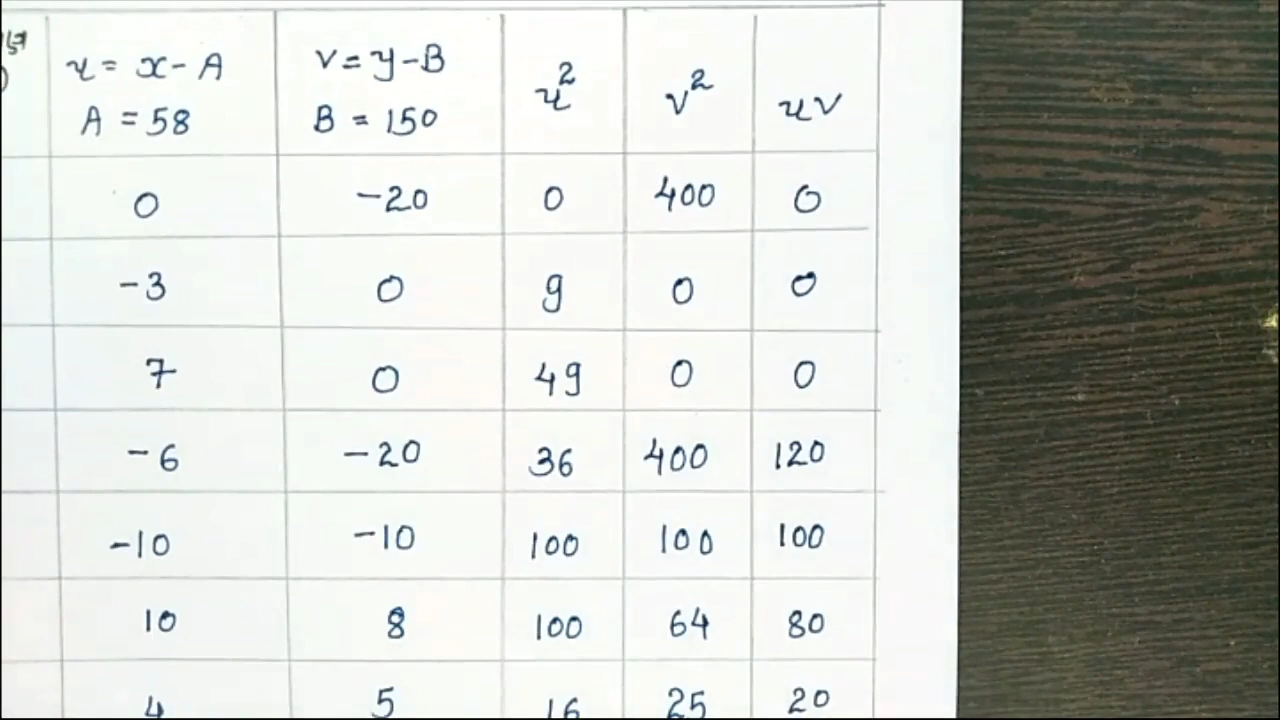 u = x - A
A = 58
v = y - B
B = 150
u²
v²
uv
0 -20 0 400 0
-3 0 9 0 0
7 0 49 0 0
-6 -20 36 400 120
-10 -10 100 100 100
10 8 100 64 80
4 5 16 25 20